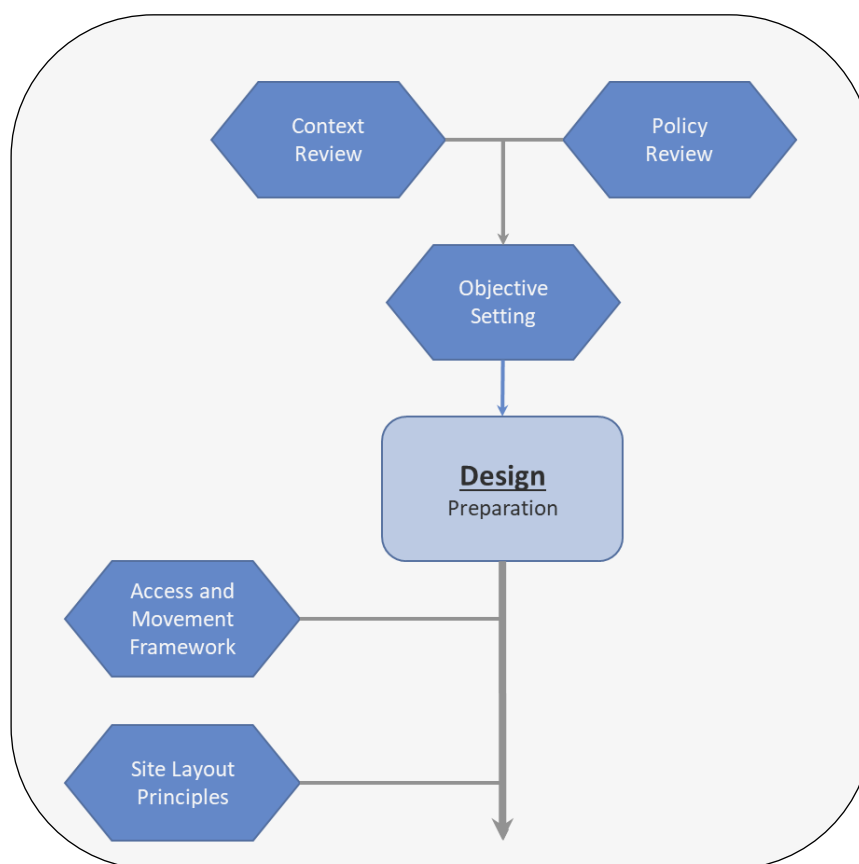 Context
Review
Policy
Review
Objective
Setting
Design
Preparation
Access and
Movement
Framework
Site Layout
Principles